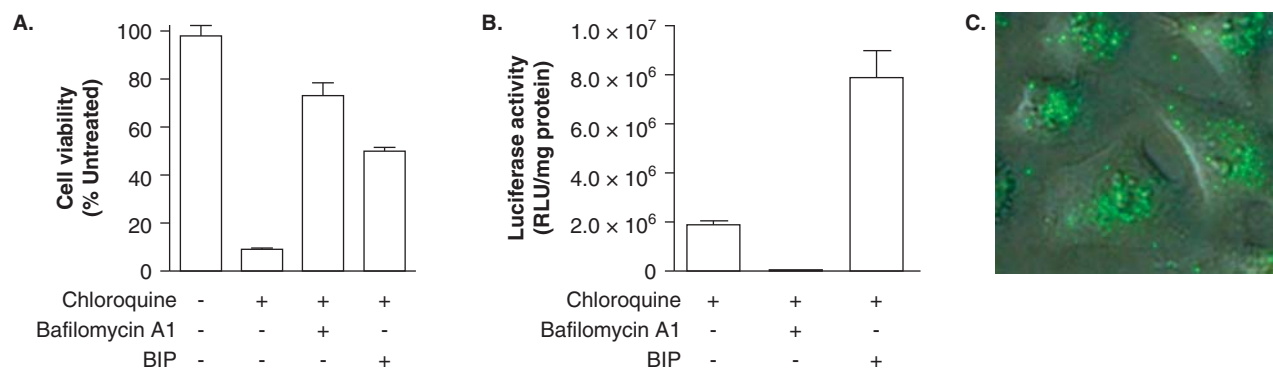 A.
Cell viability
(% Untreated)
100
80
60
40
20
0
Chloroquine - + + +
Bafilomycin A1 - - + -
BIP - - - +
B.
Luciferase activity
(RLU/mg protein)
1.0 × 10⁷
8.0 × 10⁶
6.0 × 10⁶
4.0 × 10⁶
2.0 × 10⁶
0
Chloroquine + + +
Bafilomycin A1 - + -
BIP - - +
C.